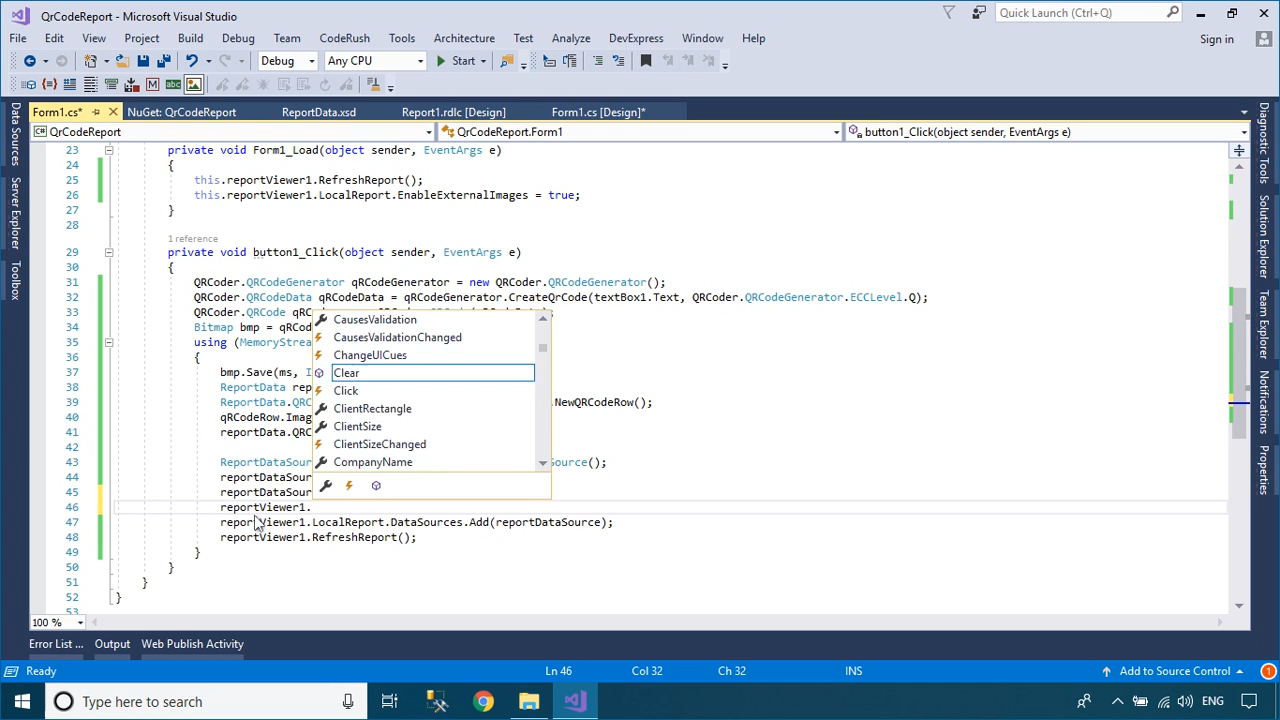 QrCodeReport - Microsoft Visual Studio
Quick Launch (Ctrl+Q)
File Edit View Project Build Debug Team CodeRush Tools Architecture Test Analyze DevExpress Window Help
Sign in
Debug Any CPU Start
Form1.cs* NuGet: QrCodeReport ReportData.xsd Report1.rdlc [Design] Form1.cs [Design]*
QrCodeReport QrCodeReport.Form1 button1_Click(object sender, EventArgs e)
Data Sources
Server Explorer
Toolbox
23 private void Form1_Load(object sender, EventArgs e)
24 {
25 this.reportViewer1.RefreshReport();
26 this.reportViewer1.LocalReport.EnableExternalImages = true;
27 }
28
1 reference
29 private void button1_Click(object sender, EventArgs e)
30 {
31 QRCoder.QRCodeGenerator qRCodeGenerator = new QRCoder.QRCodeGenerator();
32 QRCoder.QRCodeData qRCodeData = qRCodeGenerator.CreateQrCode(textBox1.Text, QRCoder.QRCodeGenerator.ECCLevel.Q);
33 QRCoder.QRCode qRC
34 Bitmap bmp = qRCod
35 using (MemoryStrea
36 {
37 bmp.Save(ms, I
38 ReportData rep
39 ReportData.QRC .NewQRCodeRow();
40 qRCodeRow.Imag
41 reportData.QRC
42
43 ReportDataSour Source();
44 reportDataSour
45 reportDataSour
46 reportViewer1.
47 reportViewer1.LocalReport.DataSources.Add(reportDataSource);
48 reportViewer1.RefreshReport();
49 }
50 }
51 }
52 }
53
CausesValidation
CausesValidationChanged
ChangeUICues
Clear
Click
ClientRectangle
ClientSize
ClientSizeChanged
CompanyName
Diagnostic Tools
Solution Explorer
Team Explorer
Notifications
Properties
100 %
Error List ... Output Web Publish Activity
Ready Ln 46 Col 32 Ch 32 INS Add to Source Control 1
Type here to search ENG